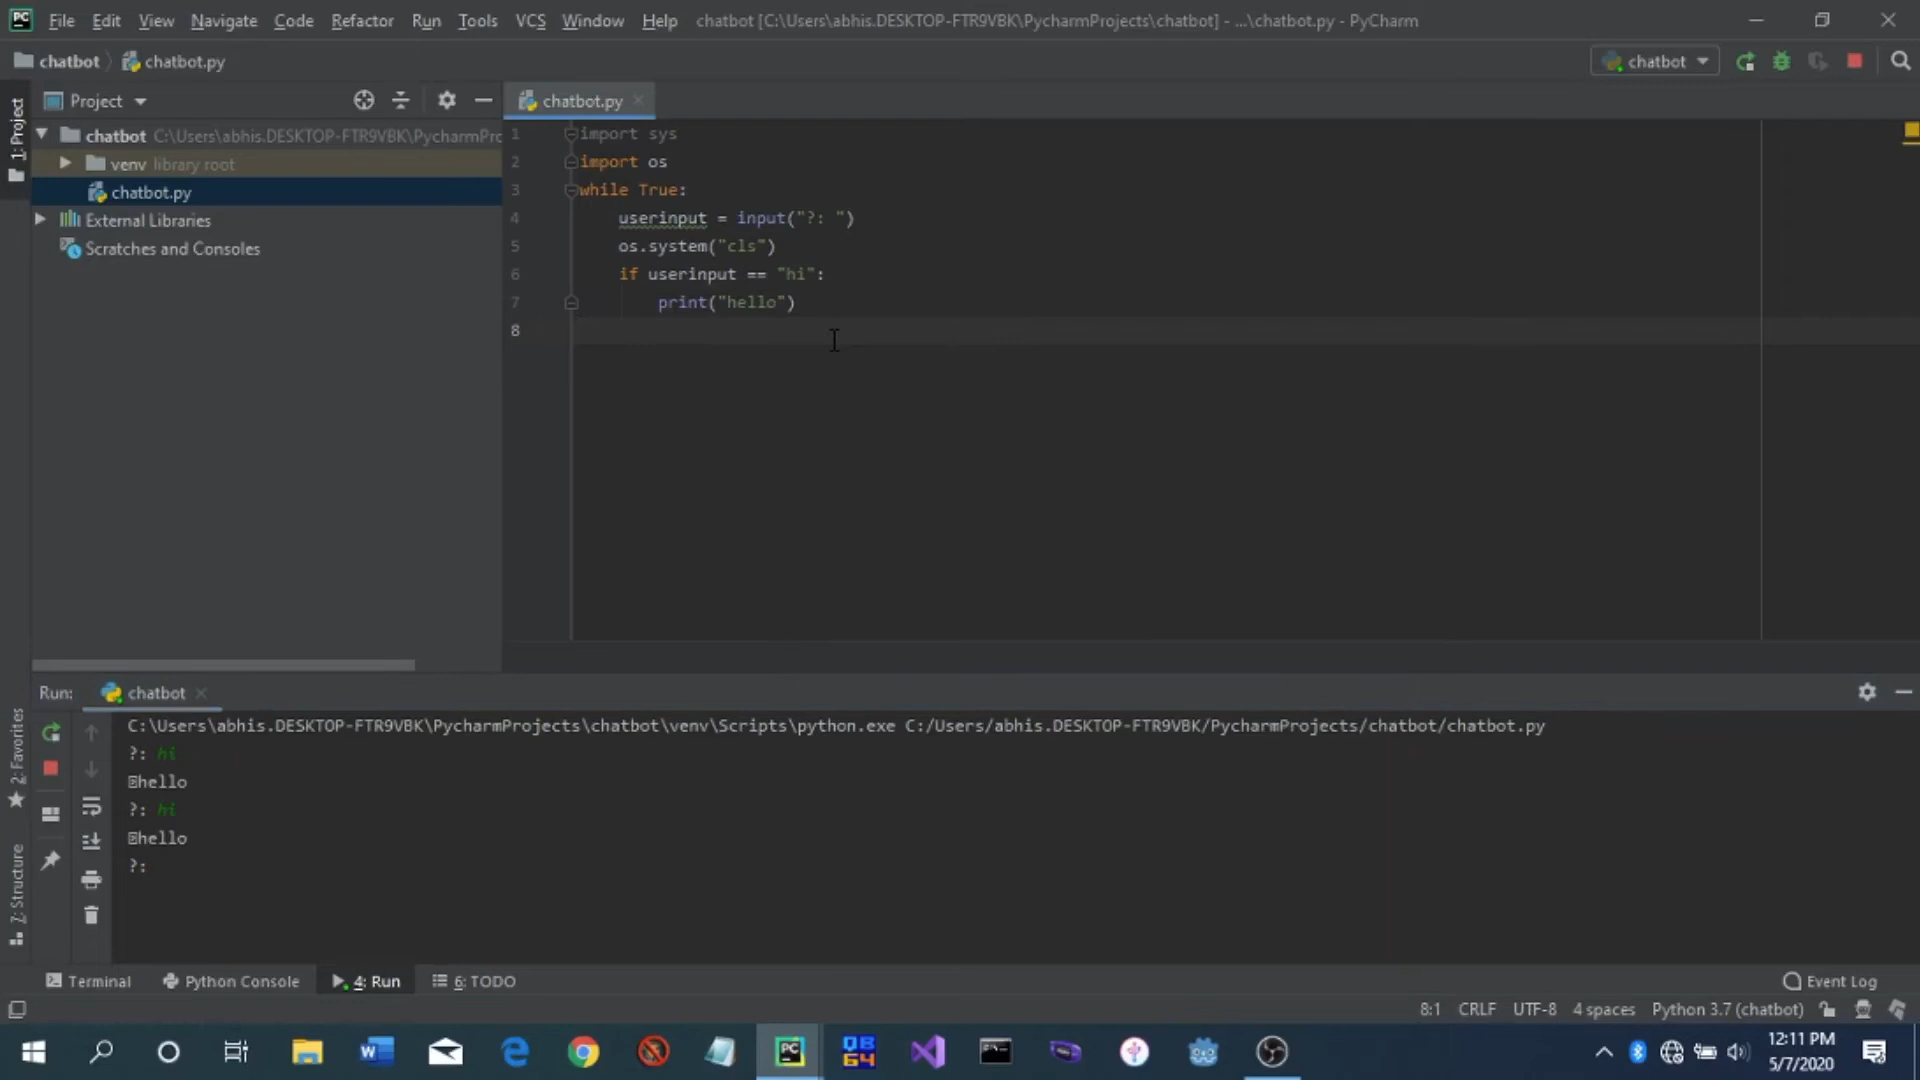 PC File Edit View Navigate Code Refactor Run Tools VCS Window Help chatbot [C:\Users\abhis.DESKTOP-FTR9VBK\PycharmProjects\chatbot] - ...\chatbot.py - PyCharm
chatbot chatbot.py chatbot
1: Project
Project
chatbot.py
chatbot C:\Users\abhis.DESKTOP-FTR9VBK\PycharmPro
venv library root
chatbot.py
External Libraries
Scratches and Consoles
1 import sys
2 import os
3 while True:
4 userinput = input("?: ")
5 os.system("cls")
6 if userinput == "hi":
7 print("hello")
8
Run: chatbot
2: Favorites
7: Structure
C:\Users\abhis.DESKTOP-FTR9VBK\PycharmProjects\chatbot\venv\Scripts\python.exe C:/Users/abhis.DESKTOP-FTR9VBK/PycharmProjects/chatbot/chatbot.py
?: hi
hello
?: hi
hello
?:
Terminal Python Console 4: Run 6: TODO Event Log
8:1 CRLF UTF-8 4 spaces Python 3.7 (chatbot)
PC QB 64 12:11 PM
5/7/2020